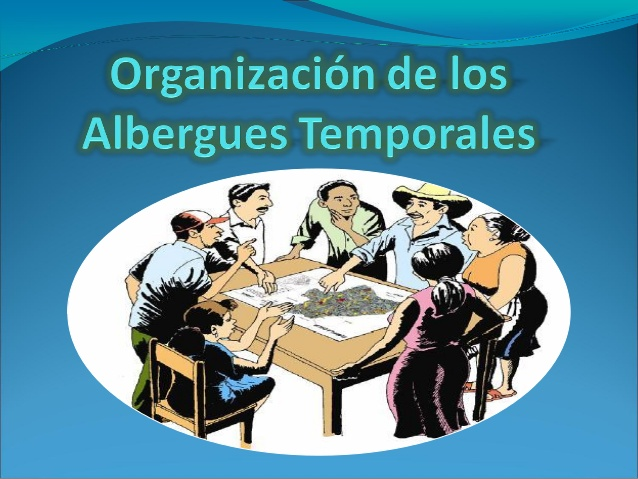 Organización de los
Albergues Temporales